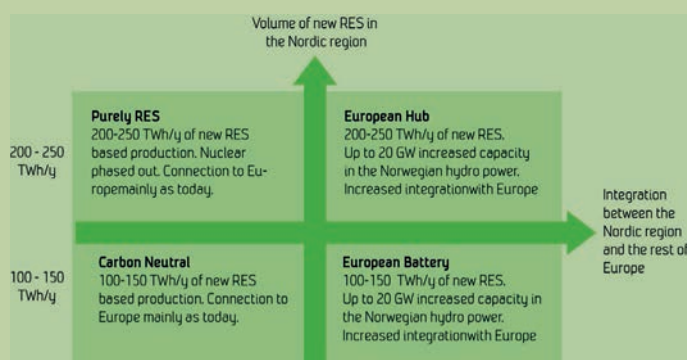 Volume of new RES in
the Nordic region
200 - 250
TWh/y
Purely RES
200-250 TWh/y of new RES
based production. Nuclear
phased out. Connection to Eu-
ropemainly as today.
European Hub
200-250 TWh/y of new RES.
Up to 20 GW increased capacity
in the Norwegian hydro power.
Increased integrationwith Europe
Integration
between the
Nordic region
and the rest of
Europe
100 - 150
TWh/y
Carbon Neutral
100-150 TWh/y of new RES
based production. Connection to
Europe mainly as today.
European Battery
100-150 TWh/y of new RES.
Up to 20 GW increased capacity in
the Norwegian hydro power.
Increased integrationwith Europe